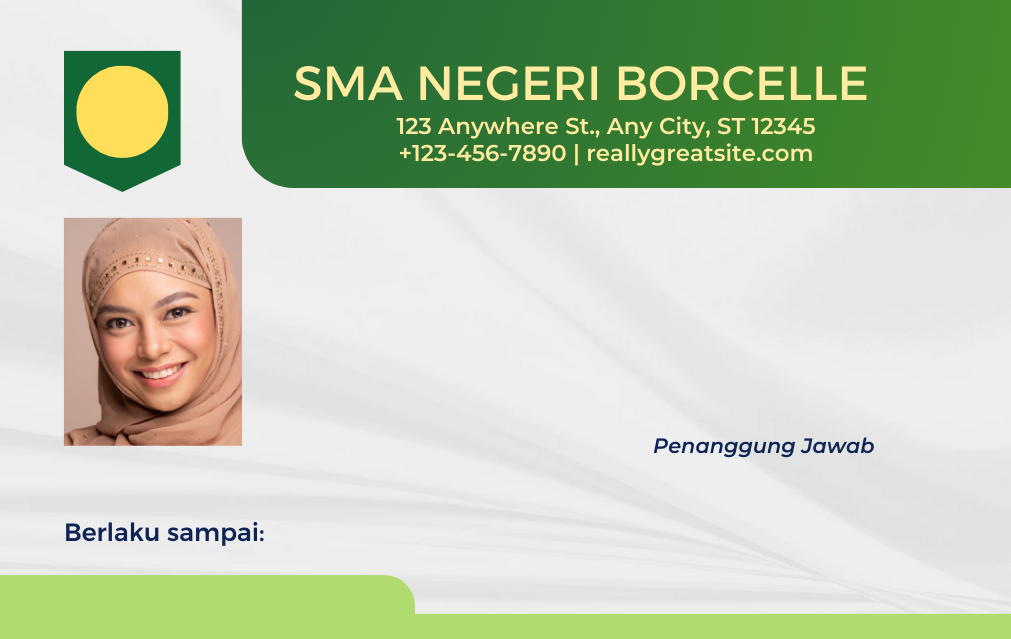 SMA NEGERI BORCELLE
123 Anywhere St., Any City, ST 12345
+123-456-7890 | reallygreatsite.com
Penanggung Jawab
Berlaku sampai: